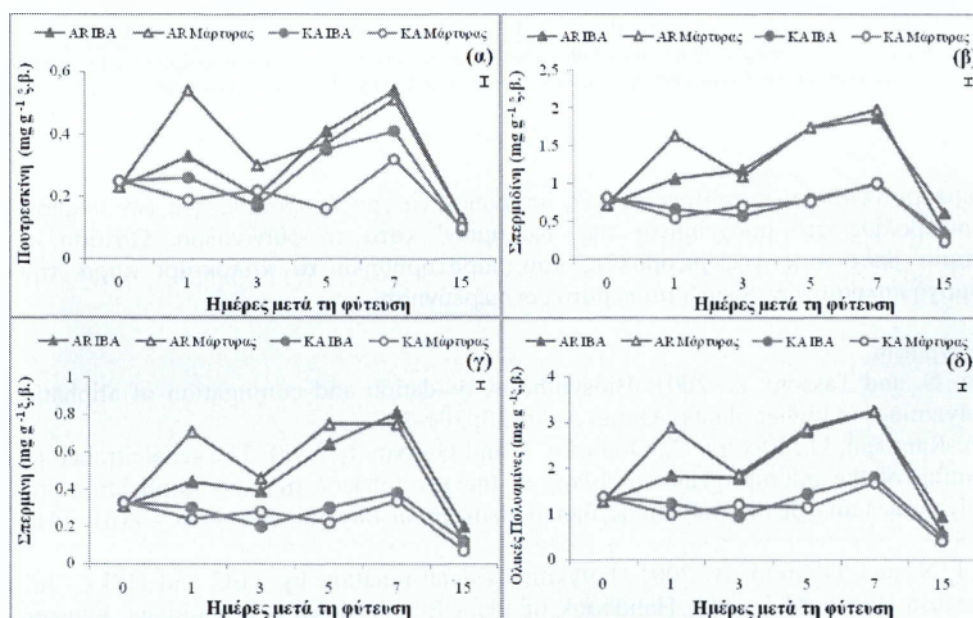 AR IBA AR Μάρτυρας KA IBA KA Μάρτυρας
(α)
Πουτρεσκίνη (mg g⁻¹ ξ.β.)
0,6
0.4
0.2
0
0 1 3 5 7 15
Ημέρες μετά τη φύτευση
AR IBA AR Μάρτυρας KA IBA KA Μάρτυρας
(β)
Σπερμιδίνη (mg g⁻¹ ξ.β.)
2.5
2
1.5
1
0.5
0
0 1 3 5 7 15
Ημέρες μετά τη φύτευση
AR IBA AR Μάρτυρας KA IBA KA Μάρτυρας
(γ)
Σπερμίνη (mg g⁻¹ ξ.β.)
1
0.8
0.6
0.4
0.2
0
0 1 3 5 7 15
Ημέρες μετά τη φύτευση
AR IBA AR Μάρτυρας KA IBA KA Μάρτυρας
(δ)
Ολικές Πολυαμίνες (mg g⁻¹ ξ.β.)
4
3
2
1
0
0 1 3 5 7 15
Ημέρες μετά τη φύτευση